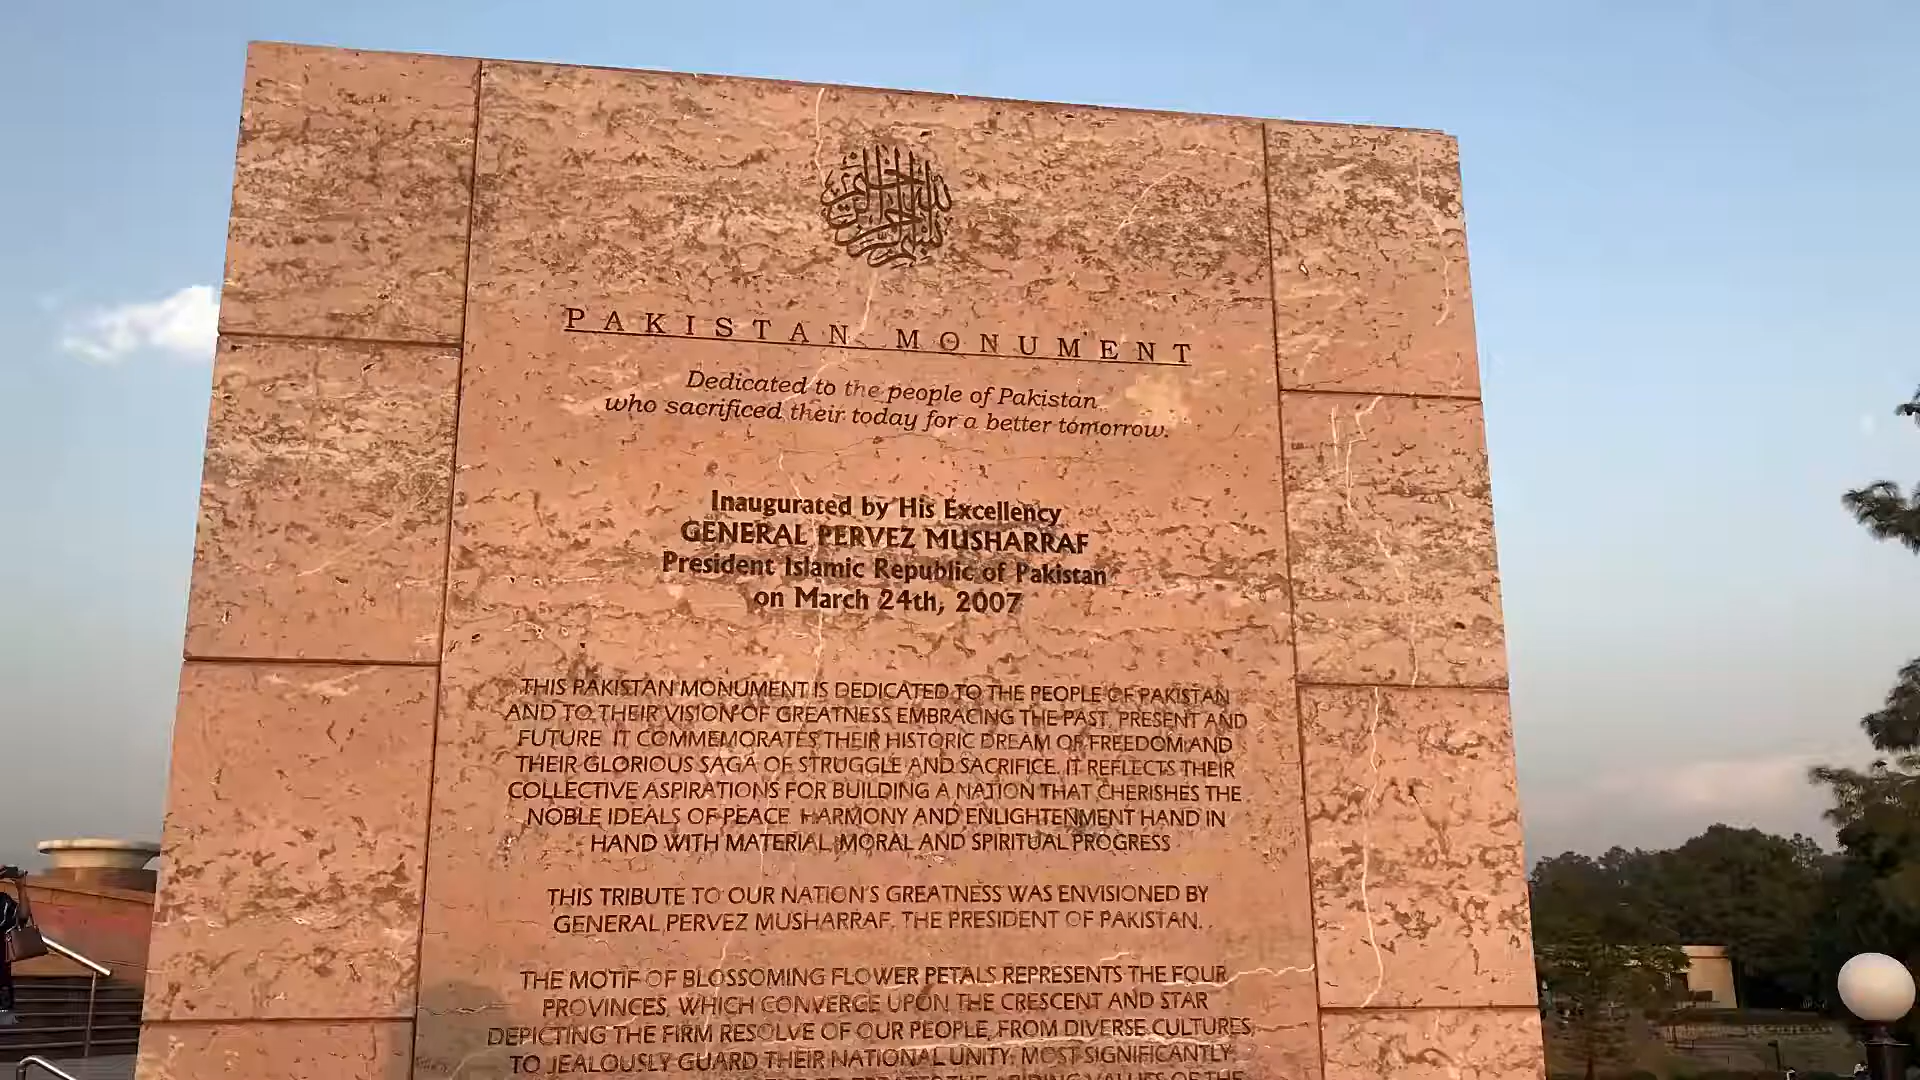 بسم الله الرحمن الرحيم
PAKISTAN MONUMENT
Dedicated to the people of Pakistan
who sacrificed their today for a better tomorrow.
Inaugurated by His Excellency
GENERAL PERVEZ MUSHARRAF
President Islamic Republic of Pakistan
on March 24th, 2007
THIS PAKISTAN MONUMENT IS DEDICATED TO THE PEOPLE OF PAKISTAN
AND TO THEIR VISION OF GREATNESS EMBRACING THE PAST, PRESENT AND
FUTURE IT COMMEMORATES THEIR HISTORIC DREAM OF FREEDOM AND
THEIR GLORIOUS SAGA OF STRUGGLE AND SACRIFICE. IT REFLECTS THEIR
COLLECTIVE ASPIRATIONS FOR BUILDING A NATION THAT CHERISHES THE
NOBLE IDEALS OF PEACE HARMONY AND ENLIGHTENMENT HAND IN
HAND WITH MATERIAL, MORAL AND SPIRITUAL PROGRESS
THIS TRIBUTE TO OUR NATION'S GREATNESS WAS ENVISIONED BY
GENERAL PERVEZ MUSHARRAF, THE PRESIDENT OF PAKISTAN.
THE MOTIF OF BLOSSOMING FLOWER PETALS REPRESENTS THE FOUR
PROVINCES, WHICH CONVERGE UPON THE CRESCENT AND STAR
DEPICTING THE FIRM RESOLVE OF OUR PEOPLE, FROM DIVERSE CULTURES,
TO JEALOUSLY GUARD THEIR NATIONAL UNITY; MOST SIGNIFICANTLY
VALUES OF THE